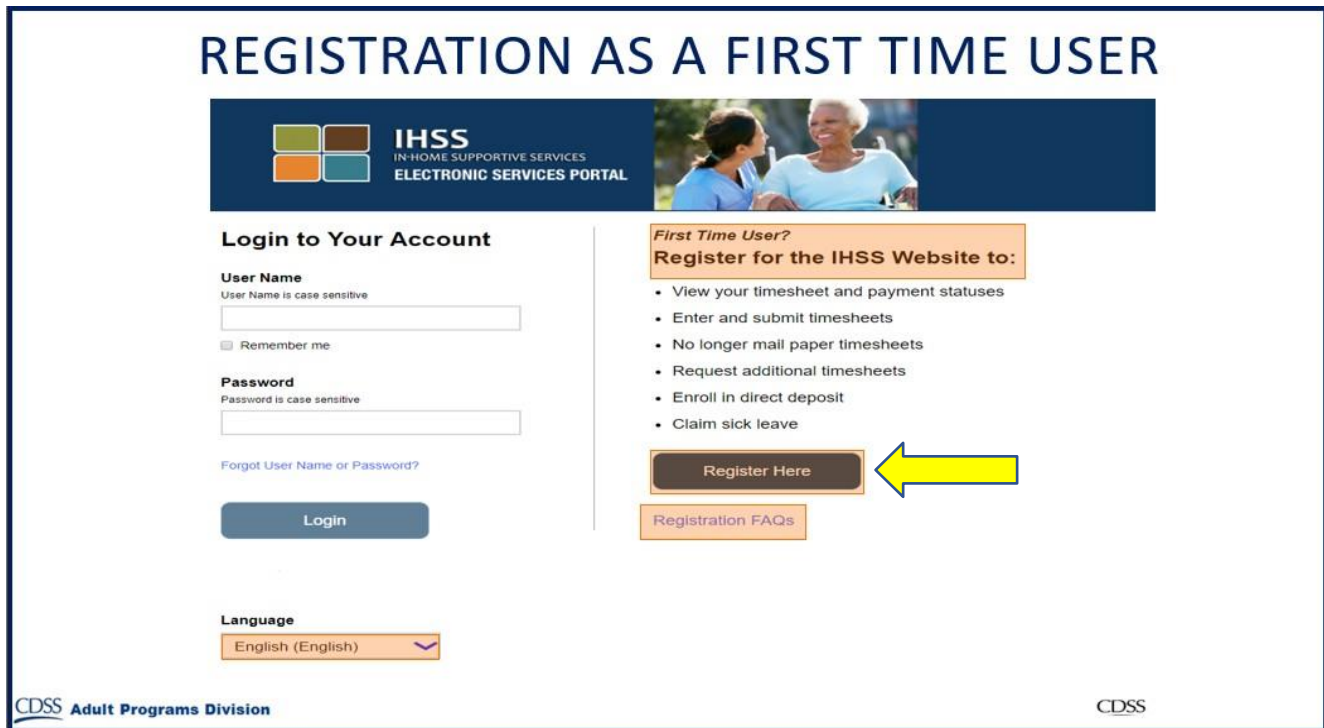 REGISTRATION AS A FIRST TIME USER
IHSS
IN-HOME SUPPORTIVE SERVICES
ELECTRONIC SERVICES PORTAL
Login to Your Account
User Name
User Name is case sensitive
Remember me
Password
Password is case sensitive
Forgot User Name or Password?
Login
Language
English (English)
First Time User?
Register for the IHSS Website to:
• View your timesheet and payment statuses
• Enter and submit timesheets
• No longer mail paper timesheets
• Request additional timesheets
• Enroll in direct deposit
• Claim sick leave
Register Here
Registration FAQs
CDSS Adult Programs Division
CDSS